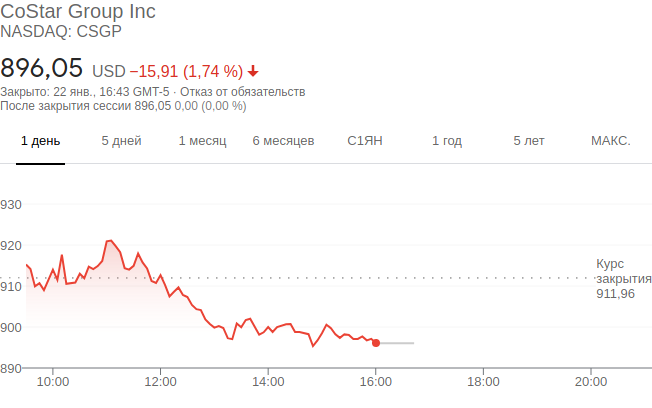 CoStar Group Inc
NASDAQ: CSGP
896,05 USD −15,91 (1,74 %)
Закрыто: 22 янв., 16:43 GMT-5 · Отказ от обязательств
После закрытия сессии 896,05 0,00 (0,00 %)
1 день 5 дней 1 месяц 6 месяцев С1ЯН 1 год 5 лет МАКС.
930
920
Курс
закрытия
910
911,96
900
890
10:00 12:00 14:00 16:00 18:00 20:00